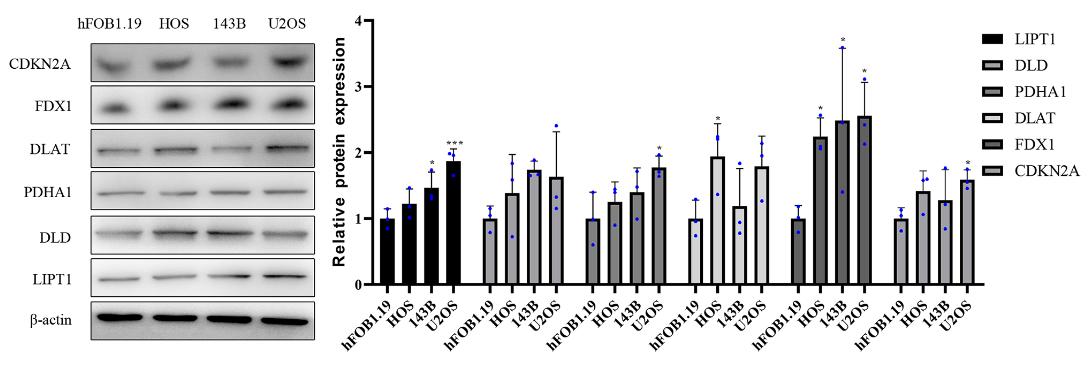 hFOB1.19 HOS 143B U2OS
CDKN2A
FDX1
DLAT
PDHA1
DLD
LIPT1
β-actin
Relative protein expression
4
3
2
1
0
* *** * * * * * *
hFOB1.19 HOS 143B U2OS hFOB1.19 HOS 143B U2OS hFOB1.19 HOS 143B U2OS hFOB1.19 HOS 143B U2OS hFOB1.19 HOS 143B U2OS hFOB1.19 HOS 143B U2OS
LIPT1
DLD
PDHA1
DLAT
FDX1
CDKN2A